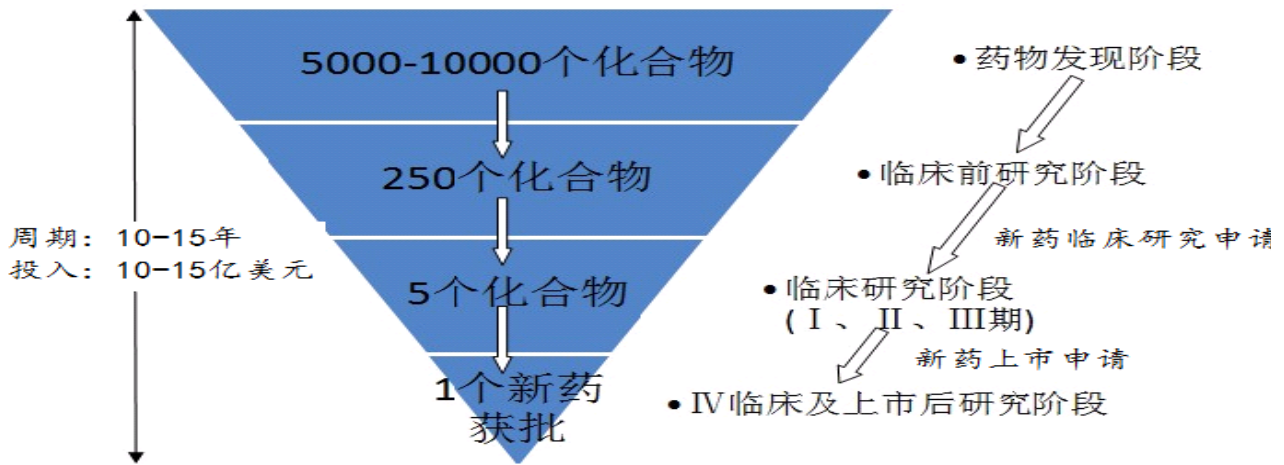 5000-10000个化合物
•药物发现阶段
250个化合物
•临床前研究阶段
周期：10-15年
投入：10-15亿美元
新药临床研究申请
5个化合物
•临床研究阶段
(Ⅰ、Ⅱ、Ⅲ期)
新药上市申请
1个新药
获批
•Ⅳ临床及上市后研究阶段